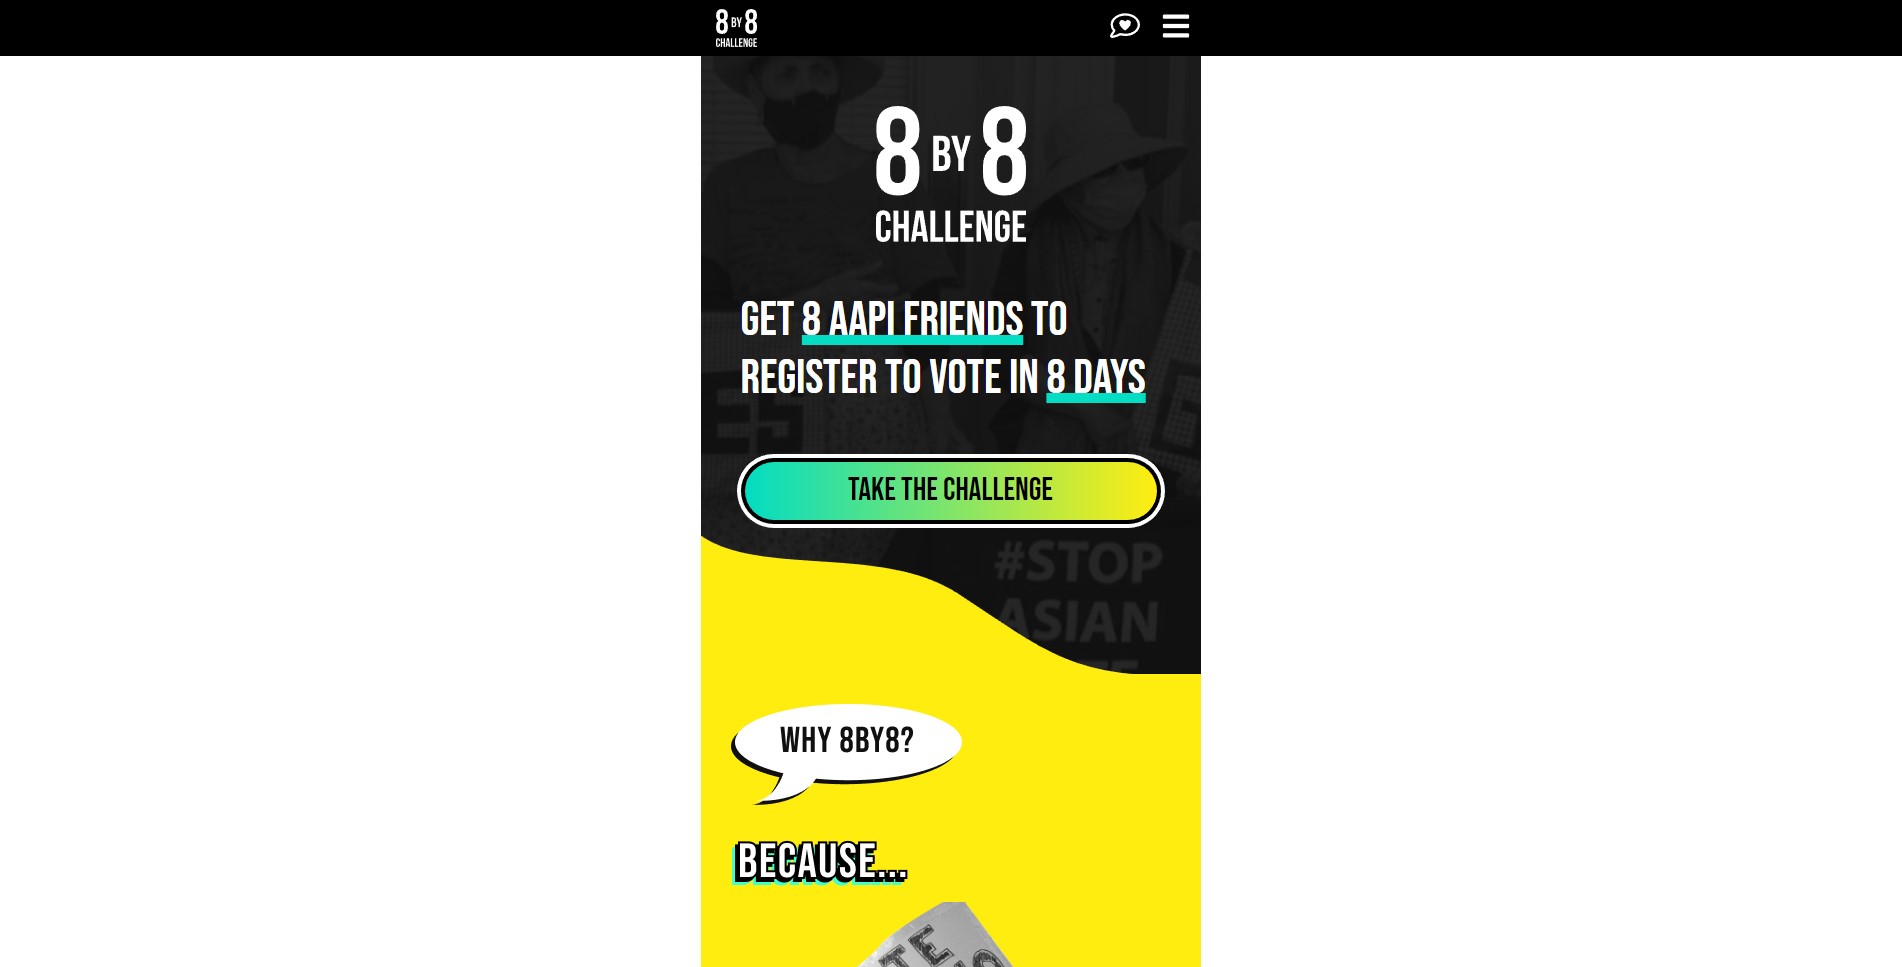 8 BY 8
CHALLENGE
8 BY 8
CHALLENGE
GET 8 AAPI FRIENDS TO
REGISTER TO VOTE IN 8 DAYS
TAKE THE CHALLENGE
#STOP
ASIAN
WHY 8BY8?
BECAUSE...